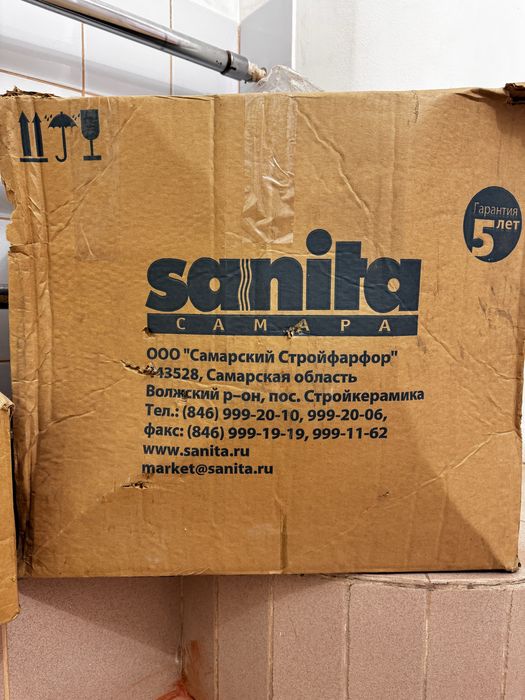 Гарантия
5 лет
sanita
САМАРА
ООО "Самарский Стройфарфор"
443528, Самарская область
Волжский р-он, пос. Стройкерамика
Тел.: (846) 999-20-10, 999-20-06,
факс: (846) 999-19-19, 999-11-62
www.sanita.ru
market@sanita.ru